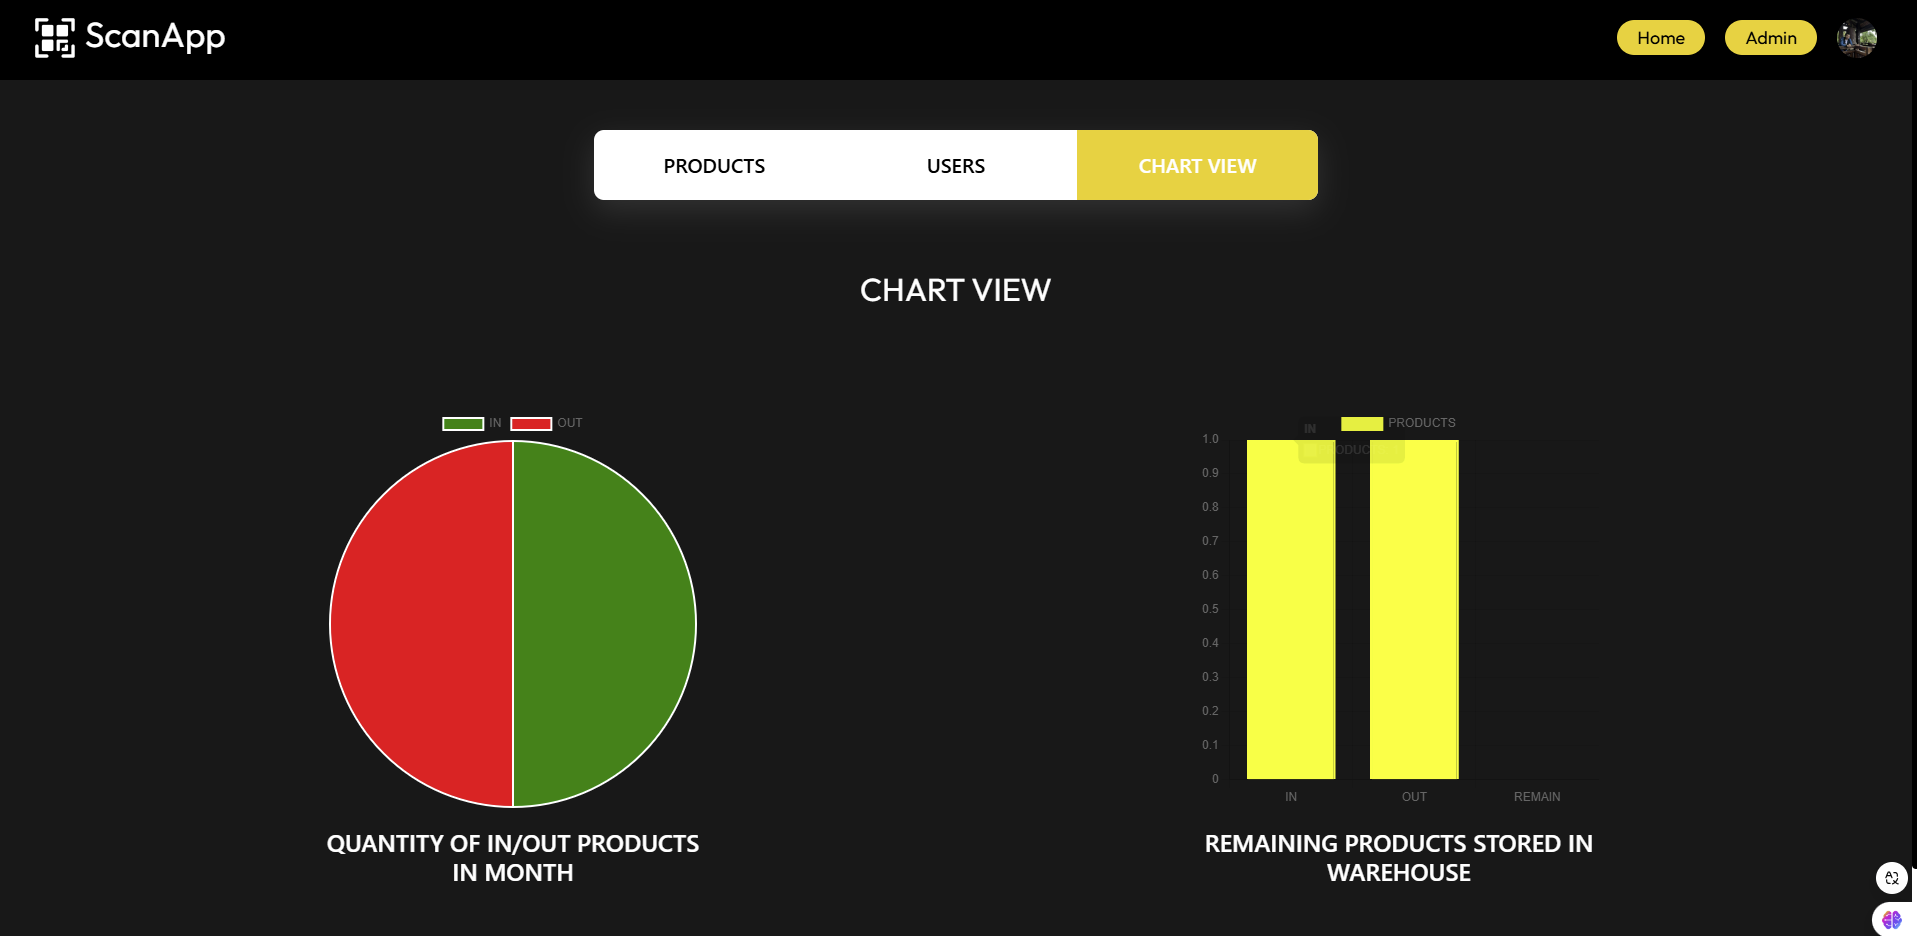 ScanApp
Home
Admin
PRODUCTS
USERS
CHART VIEW
CHART VIEW
IN
OUT
QUANTITY OF IN/OUT PRODUCTS
IN MONTH
PRODUCTS
IN
1.0
0.9
0.8
0.7
0.6
0.5
0.4
0.3
0.2
0.1
0
IN
OUT
REMAIN
REMAINING PRODUCTS STORED IN
WAREHOUSE